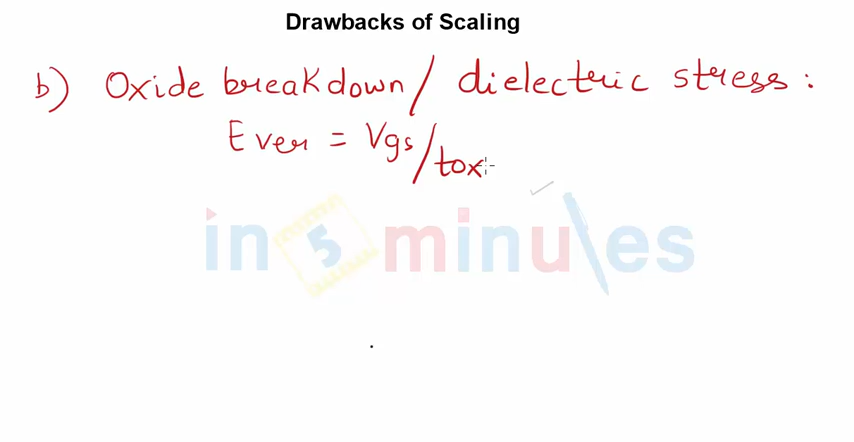 Drawbacks of Scaling
b) Oxide breakdown / dielectric stress :
Ever = Vgs/tox
in 5 minutes